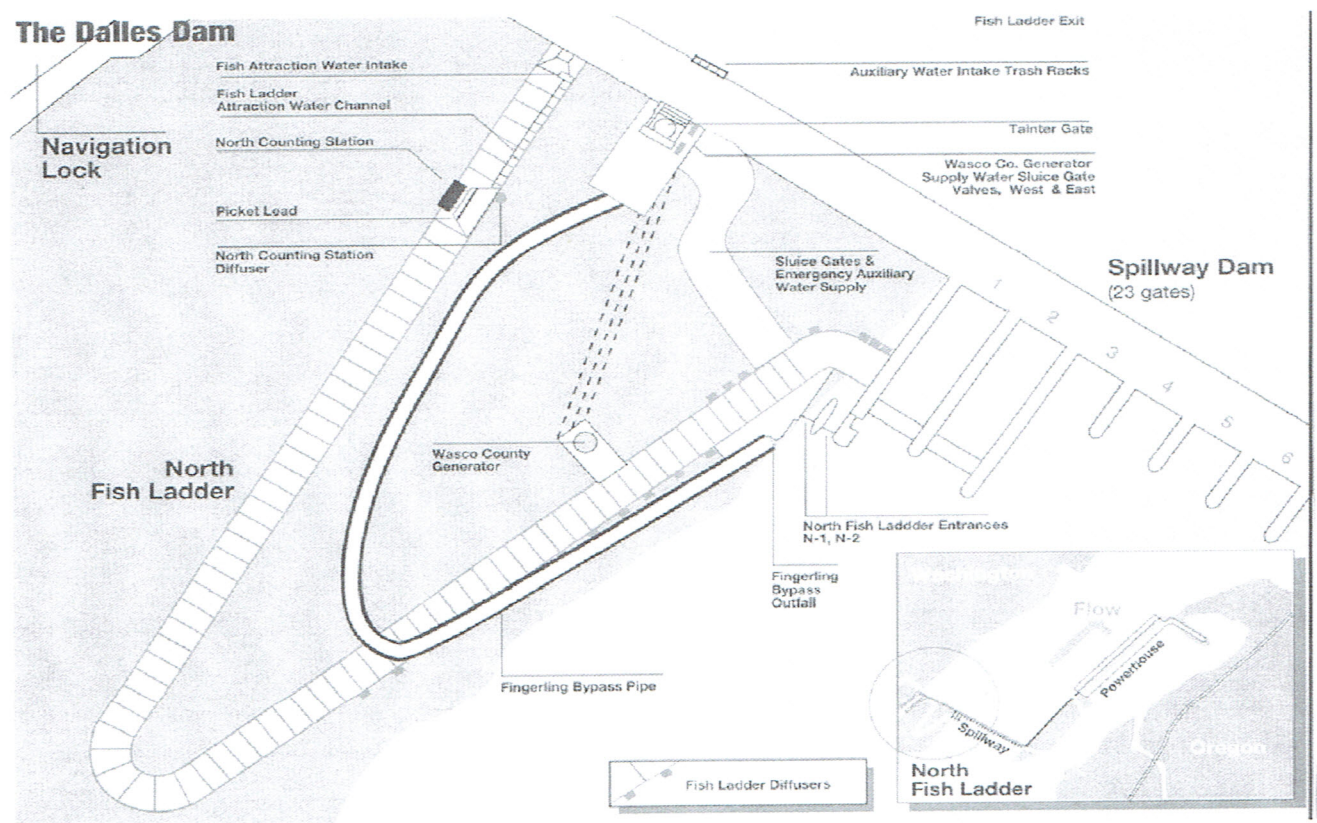 The Dalles Dam
Navigation
Lock
Fish Attraction Water Intake
Fish Ladder
Attraction Water Channel
North Counting Station
Picket Lead
North Counting Station
Diffuser
North
Fish Ladder
Wasco County
Generator
Fingerling Bypass Pipe
Fish Ladder Exit
Auxiliary Water Intake Trash Racks
Tainter Gate
Wasco Co. Generator
Supply Water Sluice Gate
Valves, West & East
Sluice Gates &
Emergency Auxiliary
Water Supply
Spillway Dam
(23 gates)
1
2
3
4
5
6
North Fish Laddder Entrances
N-1, N-2
Fingerling
Bypass
Outfall
Fish Ladder Diffusers
Flow
Powerhouse
Spillway
Oregon
North
Fish Ladder